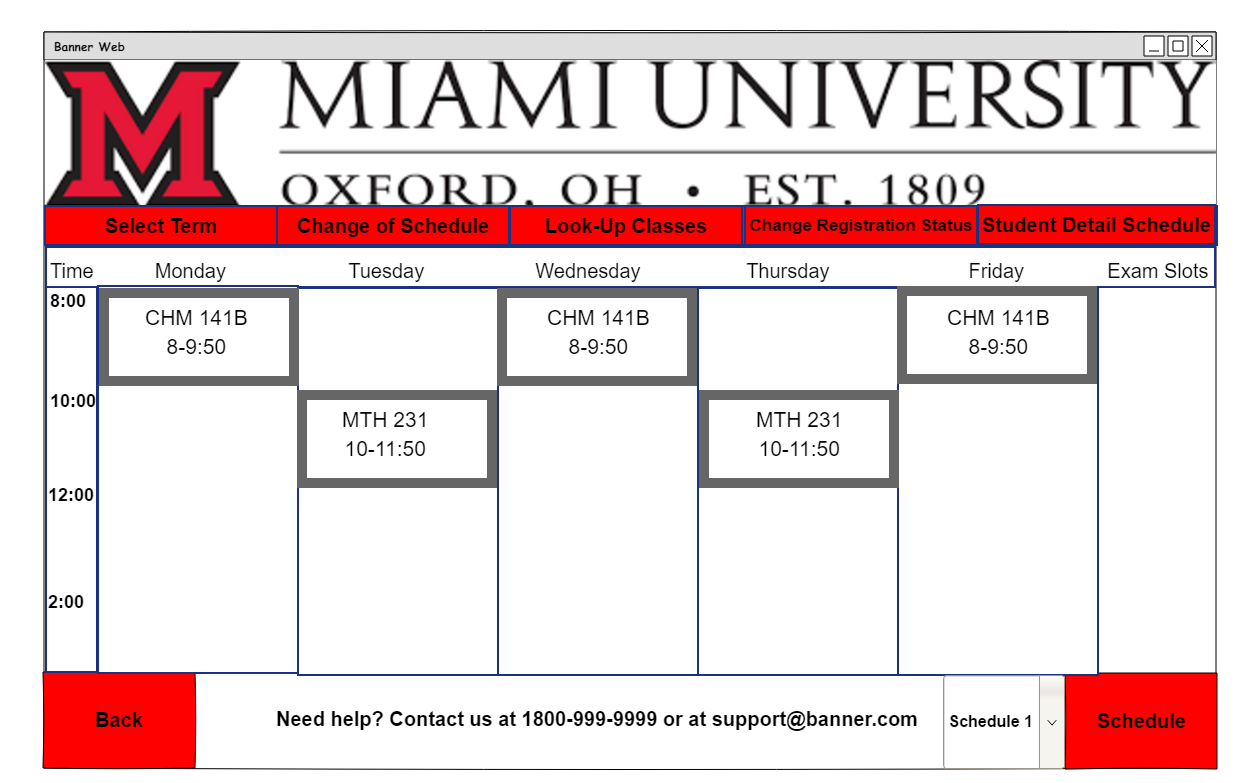 Banner Web
MIAMI UNIVERSITY
OXFORD, OH • EST. 1809
Select Term
Change of Schedule
Look-Up Classes
Change Registration Status
Student Detail Schedule
Time
Monday
Tuesday
Wednesday
Thursday
Friday
Exam Slots
8:00
CHM 141B
8-9:50
CHM 141B
8-9:50
CHM 141B
8-9:50
10:00
MTH 231
10-11:50
MTH 231
10-11:50
12:00
2:00
Back
Need help? Contact us at 1800-999-9999 or at support@banner.com
Schedule 1
Schedule